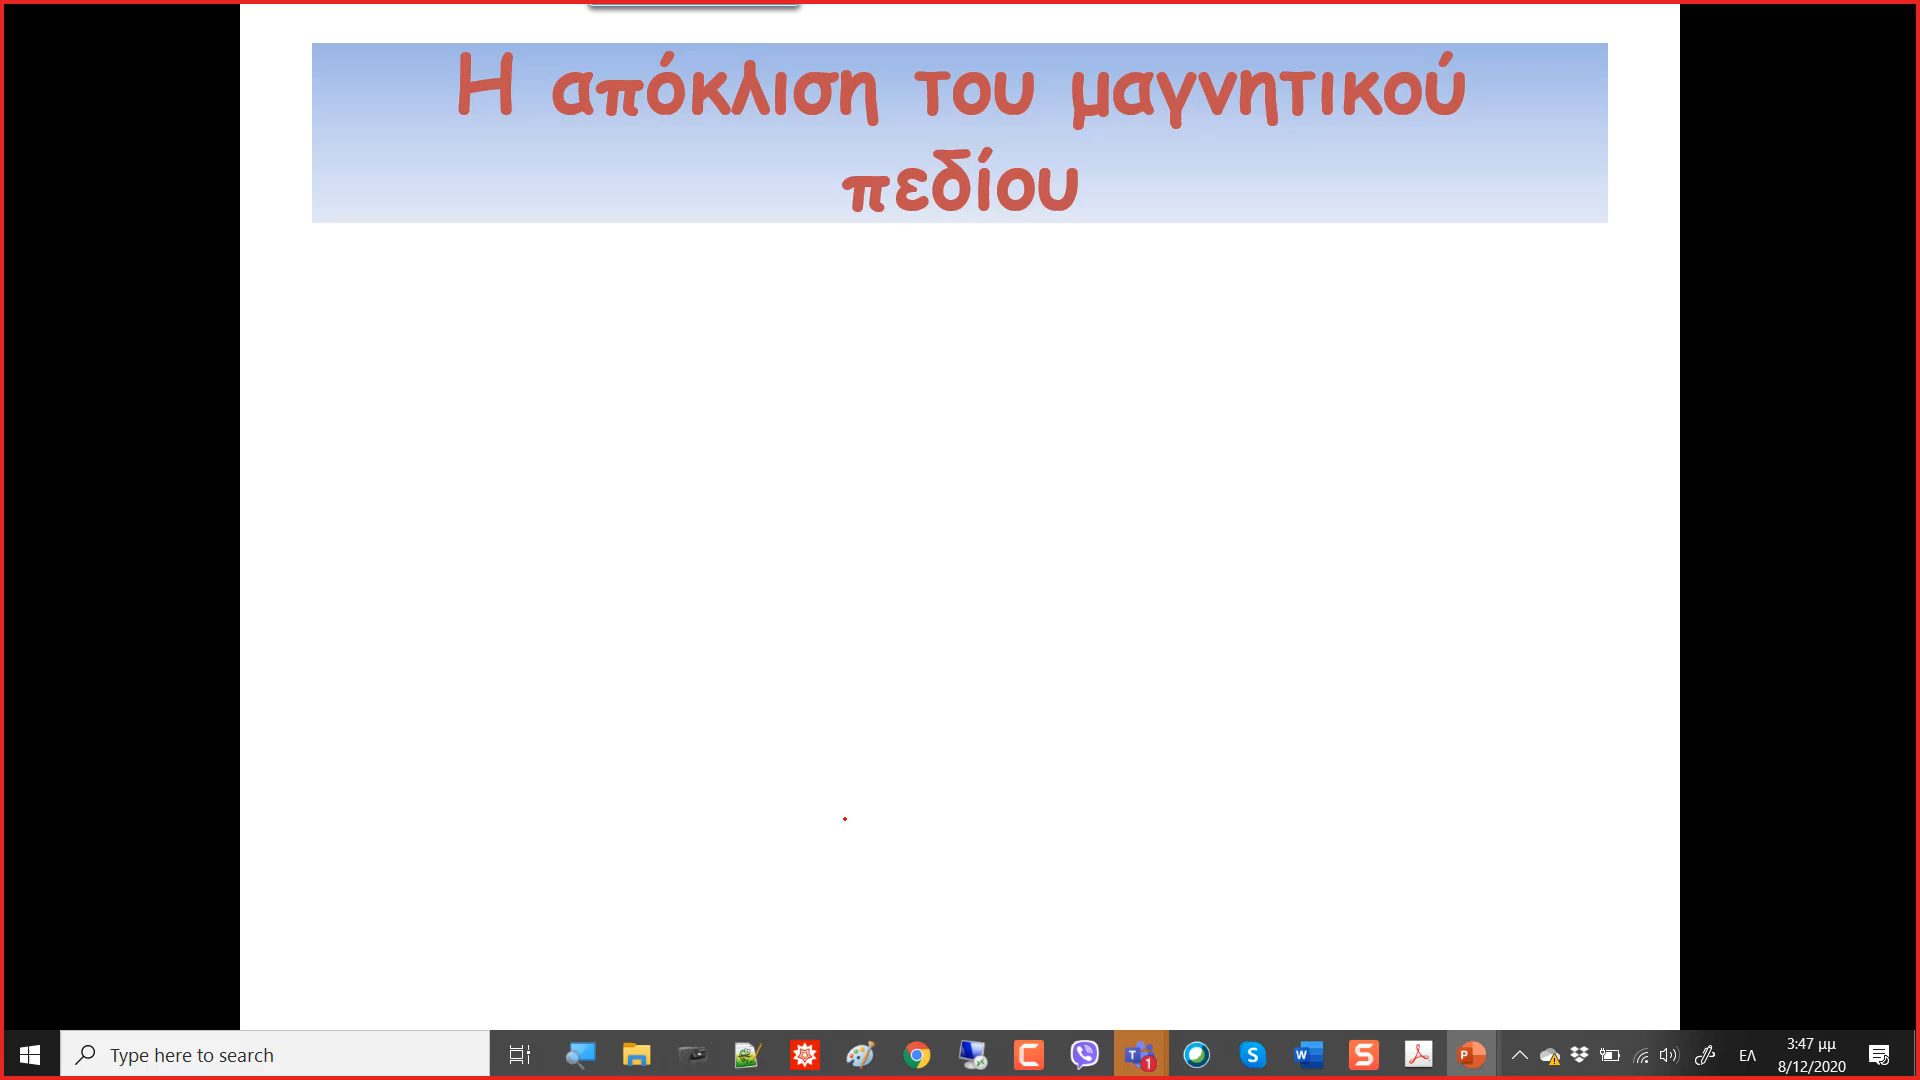 Η απόκλιση του μαγνητικού
πεδίου
Type here to search
ΕΛ
3:47 μμ
8/12/2020